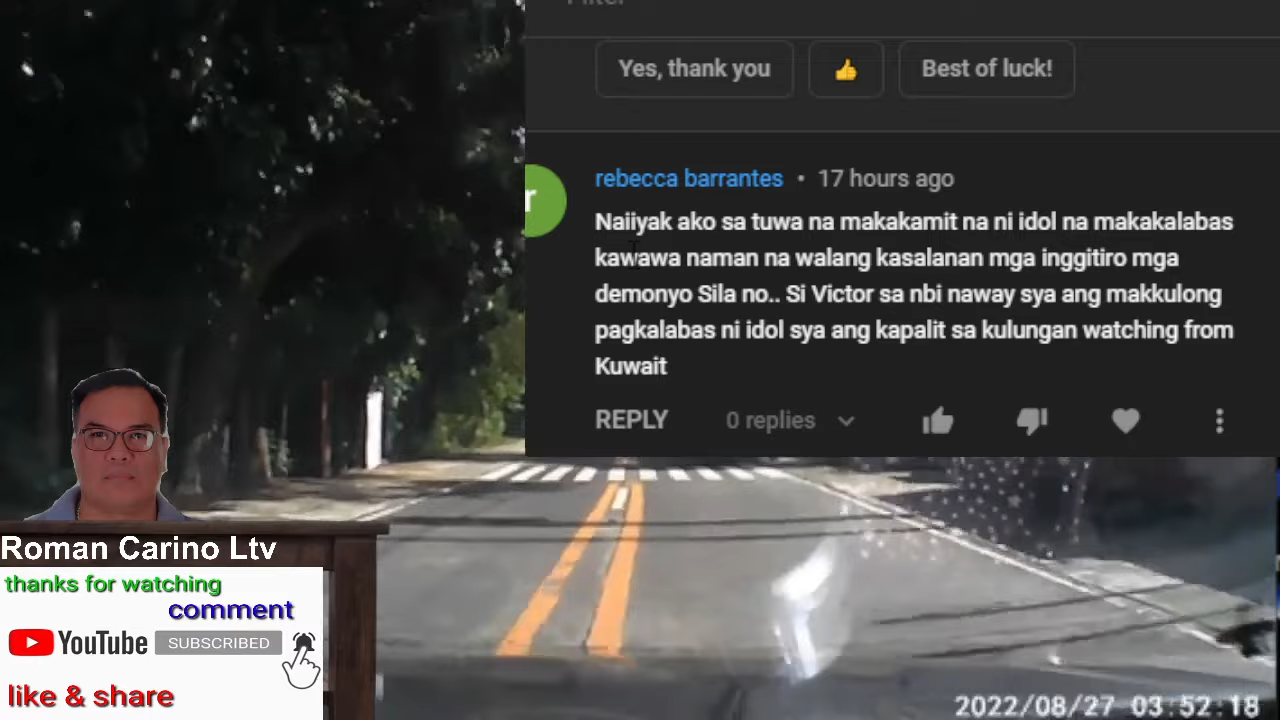 Yes, thank you 👍 Best of luck!
r
rebecca barrantes • 17 hours ago
Naiiyak ako sa tuwa na makakamit na ni idol na makakalabas
kawawa naman na walang kasalanan mga inggitiro mga
demonyo Sila no.. Si Victor sa nbi naway sya ang makkulong
pagkalabas ni idol sya ang kapalit sa kulungan watching from
Kuwait
REPLY 0 replies
Roman Carino Ltv
thanks for watching
comment
YouTube SUBSCRIBED
like & share
2022/08/27 03:52:18